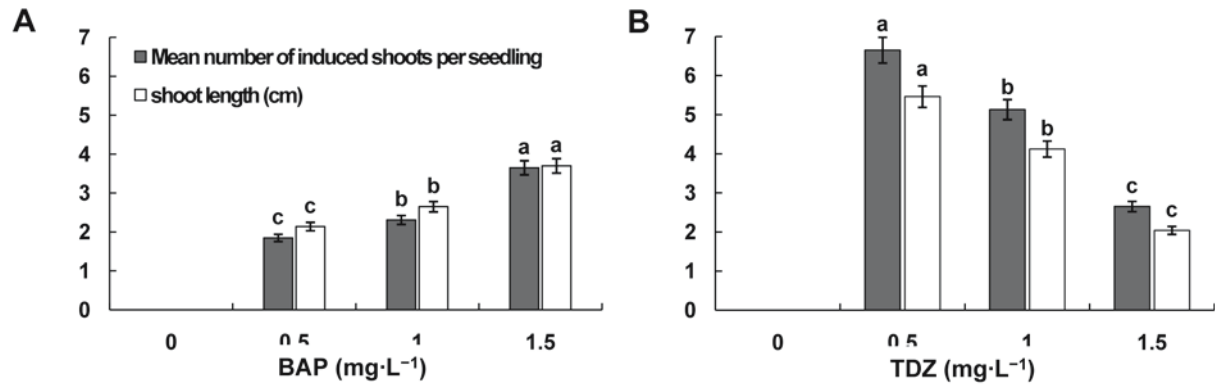 A
7
6
5
4
3
2
1
0
Mean number of induced shoots per seedling
shoot length (cm)
c c
b b
a a
0 0.5 1 1.5
BAP (mg·L⁻¹)
B
7
6
5
4
3
2
1
0
a
a
b
b
c
c
0 0.5 1 1.5
TDZ (mg·L⁻¹)